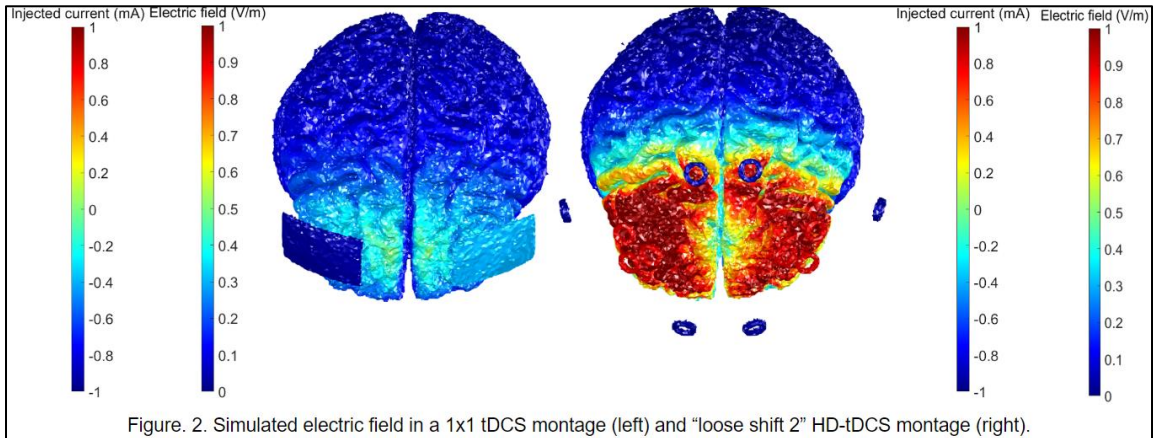 Injected current (mA) Electric field (V/m) Injected current (mA) Electric field (V/m)
1 1 1 1
0.8 0.9 0.8 0.9
0.6 0.8 0.6 0.8
0.4 0.7 0.4 0.7
0.2 0.6 0.2 0.6
0 0.5 0 0.5
-0.2 0.4 -0.2 0.4
-0.4 0.3 -0.4 0.3
-0.6 0.2 -0.6 0.2
-0.8 0.1 -0.8 0.1
-1 0 -1 0
Figure. 2. Simulated electric field in a 1x1 tDCS montage (left) and “loose shift 2” HD-tDCS montage (right).